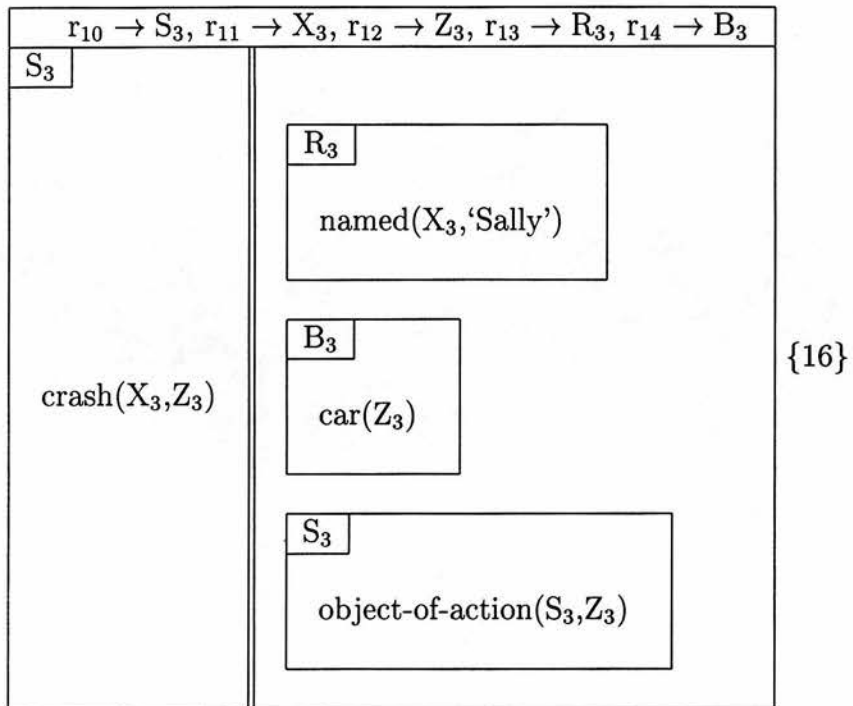 r₁₀ → S₃, r₁₁ → X₃, r₁₂ → Z₃, r₁₃ → R₃, r₁₄ → B₃
S₃
R₃
named(X₃,‘Sally’)
B₃
{16}
crash(X₃,Z₃)
car(Z₃)
S₃
object-of-action(S₃,Z₃)